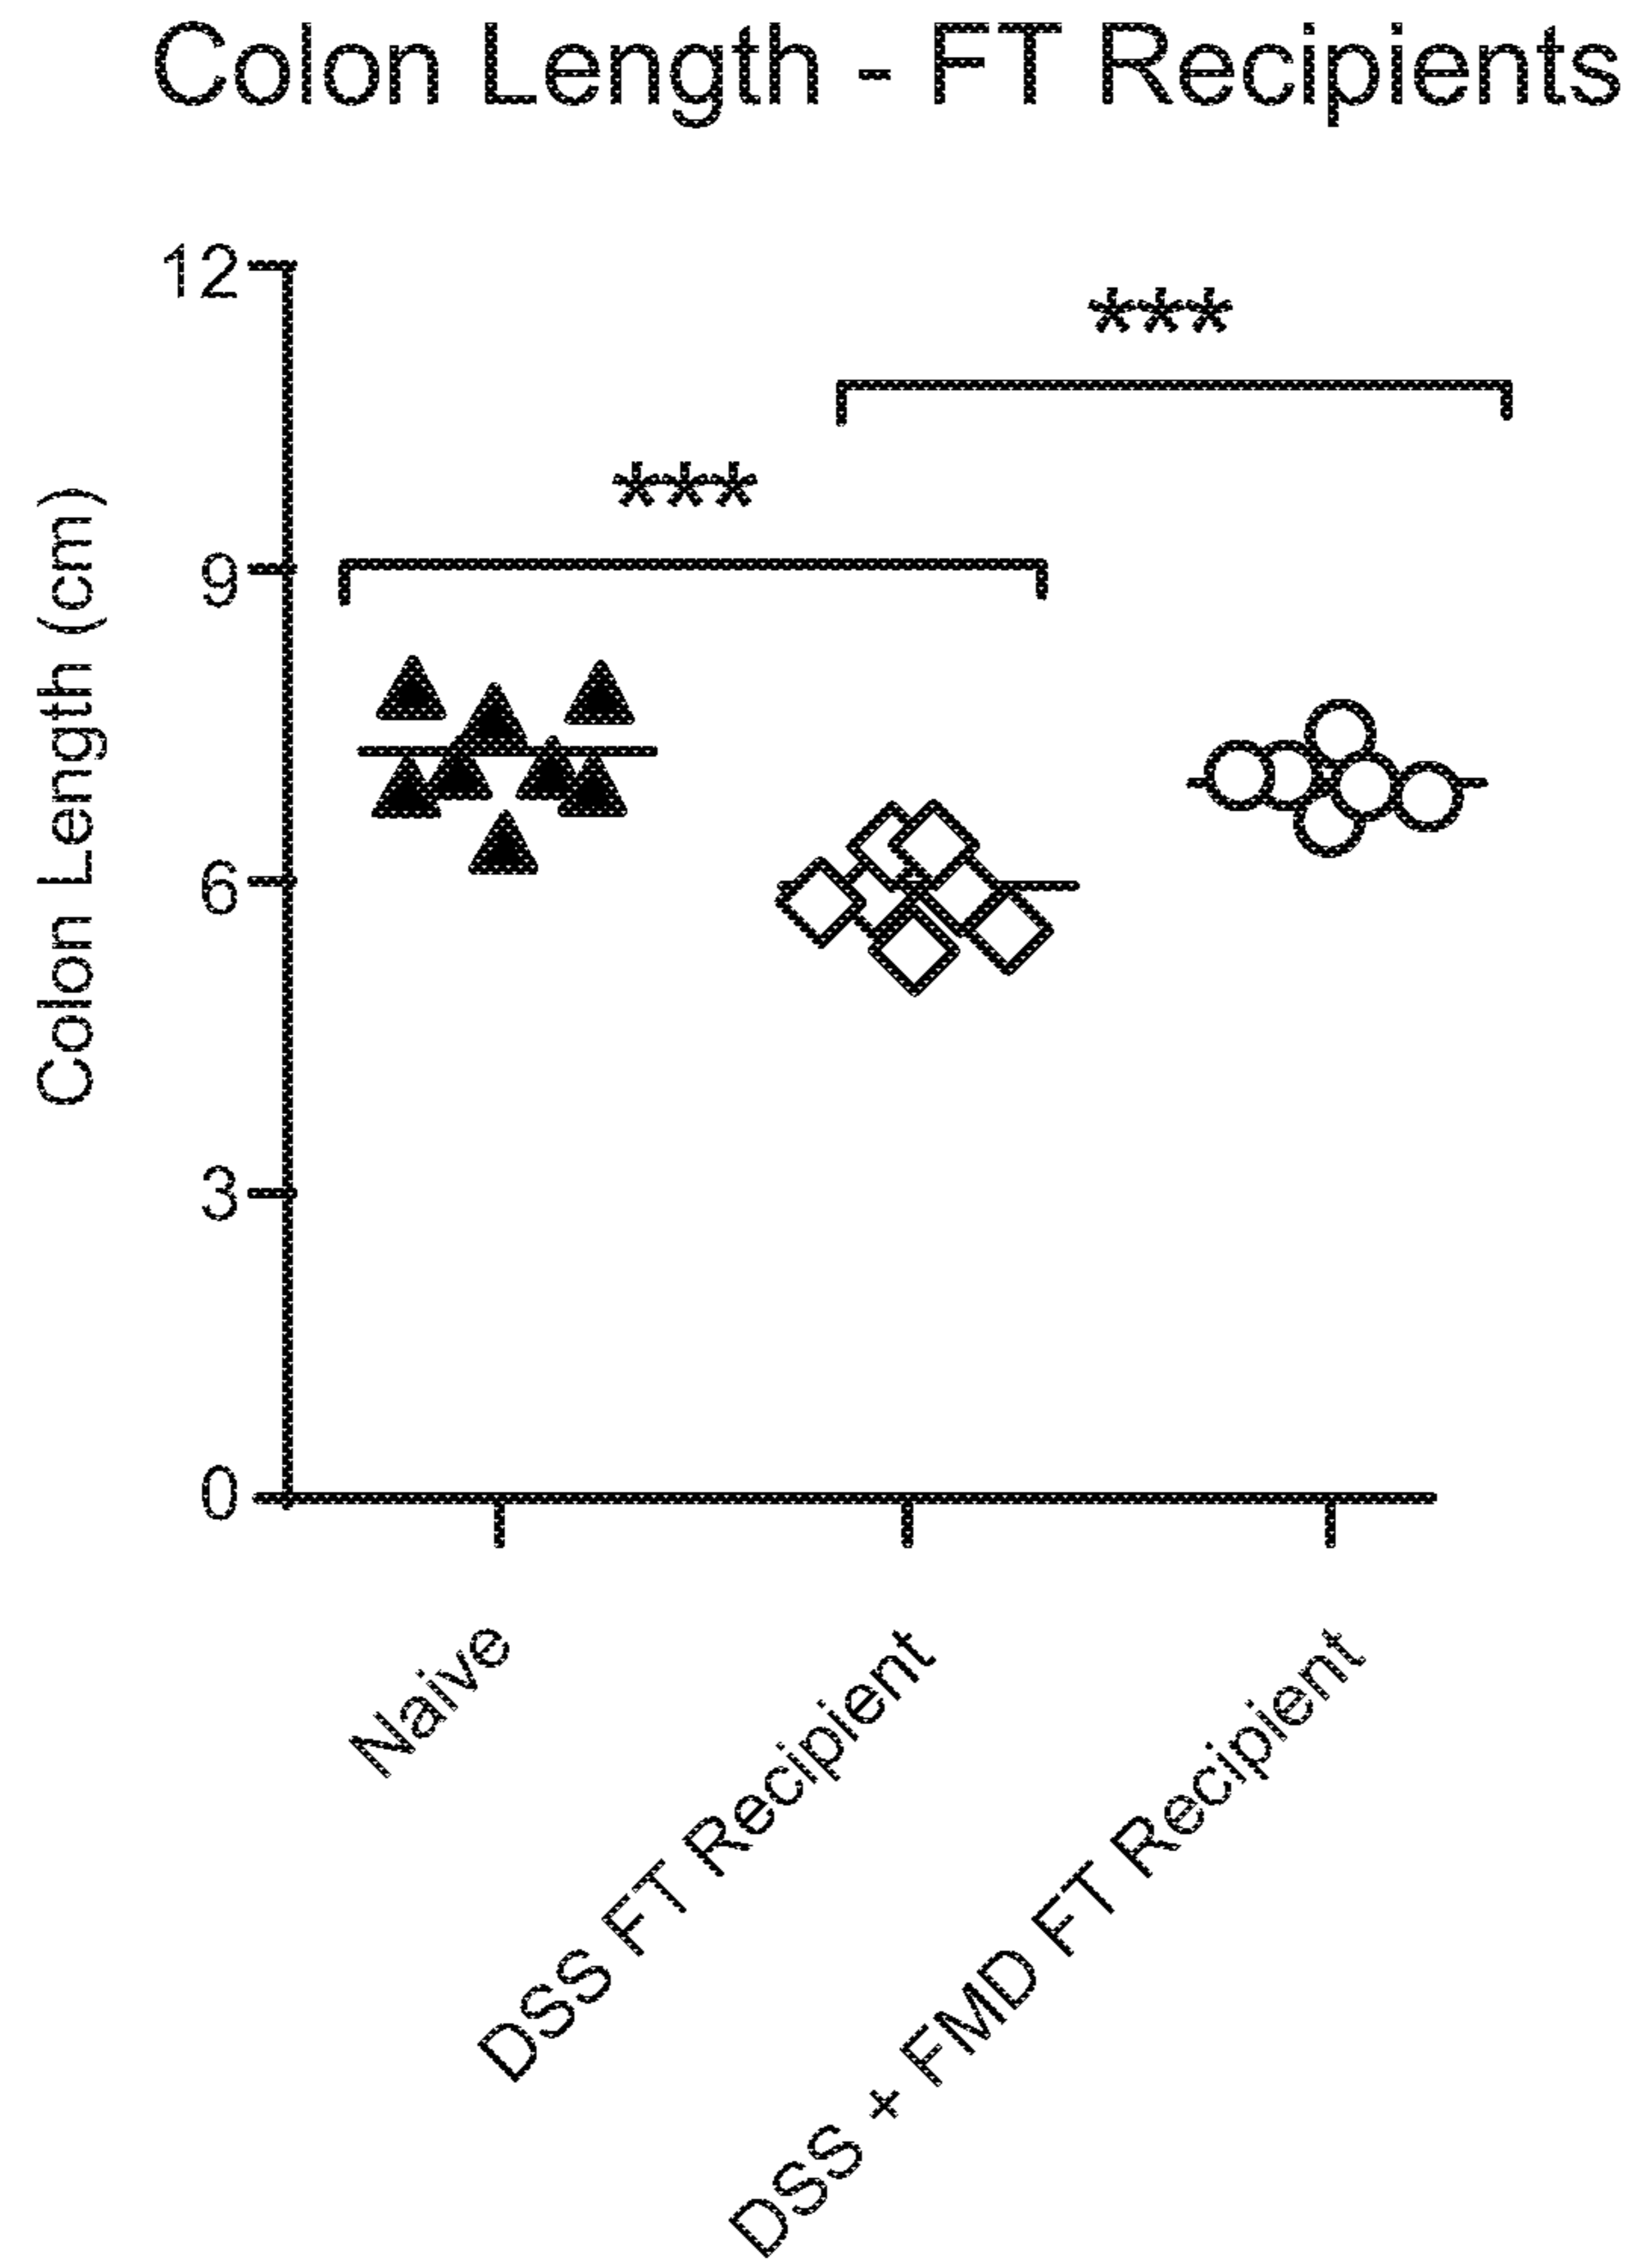 Colon Length - FT Recipients
12
***
***
9
6
3
0
Colon Length (cm)
Naive
DSS FT Recipient
DSS + FMD FT Recipient